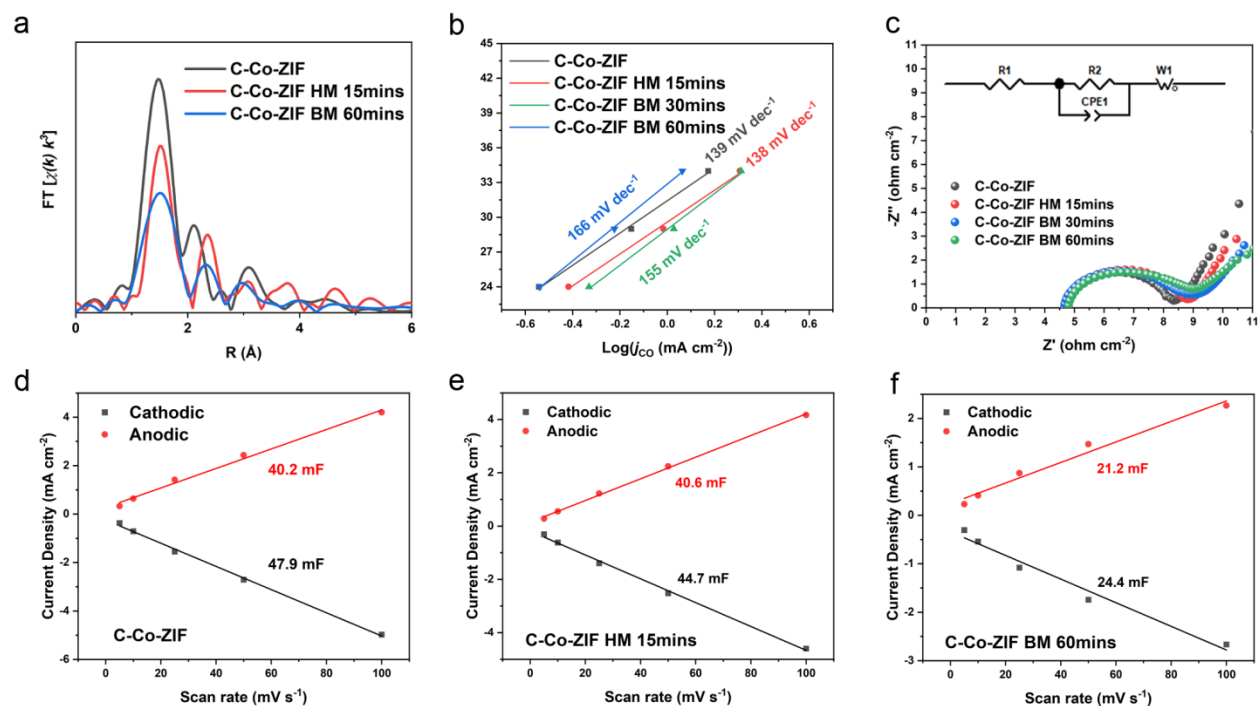 a
FT [χ(k) k³]
C-Co-ZIF
C-Co-ZIF HM 15mins
C-Co-ZIF BM 60mins
0 2 4 6
R (Å)
b
45
42
39
36
33
30
27
24
21
C-Co-ZIF
C-Co-ZIF HM 15mins
C-Co-ZIF BM 30mins
C-Co-ZIF BM 60mins
139 mV dec⁻¹
138 mV dec⁻¹
166 mV dec⁻¹
155 mV dec⁻¹
-0.6 -0.4 -0.2 0.0 0.2 0.4 0.6
Log(jCO (mA cm⁻²))
c
-Z'' (ohm cm⁻²)
11
10
9
8
7
6
5
4
3
2
1
0
R1 R2 W1
CPE1
C-Co-ZIF
C-Co-ZIF HM 15mins
C-Co-ZIF BM 30mins
C-Co-ZIF BM 60mins
0 1 2 3 4 5 6 7 8 9 10 11
Z' (ohm cm⁻²)
d
Current Density (mA cm⁻²)
4
2
0
-2
-4
-6
Cathodic
Anodic
40.2 mF
47.9 mF
C-Co-ZIF
0 20 40 60 80 100
Scan rate (mV s⁻¹)
e
Current Density (mA cm⁻²)
4
2
0
-2
-4
Cathodic
Anodic
40.6 mF
44.7 mF
C-Co-ZIF HM 15mins
0 20 40 60 80 100
Scan rate (mV s⁻¹)
f
Current Density (mA cm⁻²)
2
1
0
-1
-2
-3
Cathodic
Anodic
21.2 mF
24.4 mF
C-Co-ZIF BM 60mins
0 20 40 60 80 100
Scan rate (mV s⁻¹)